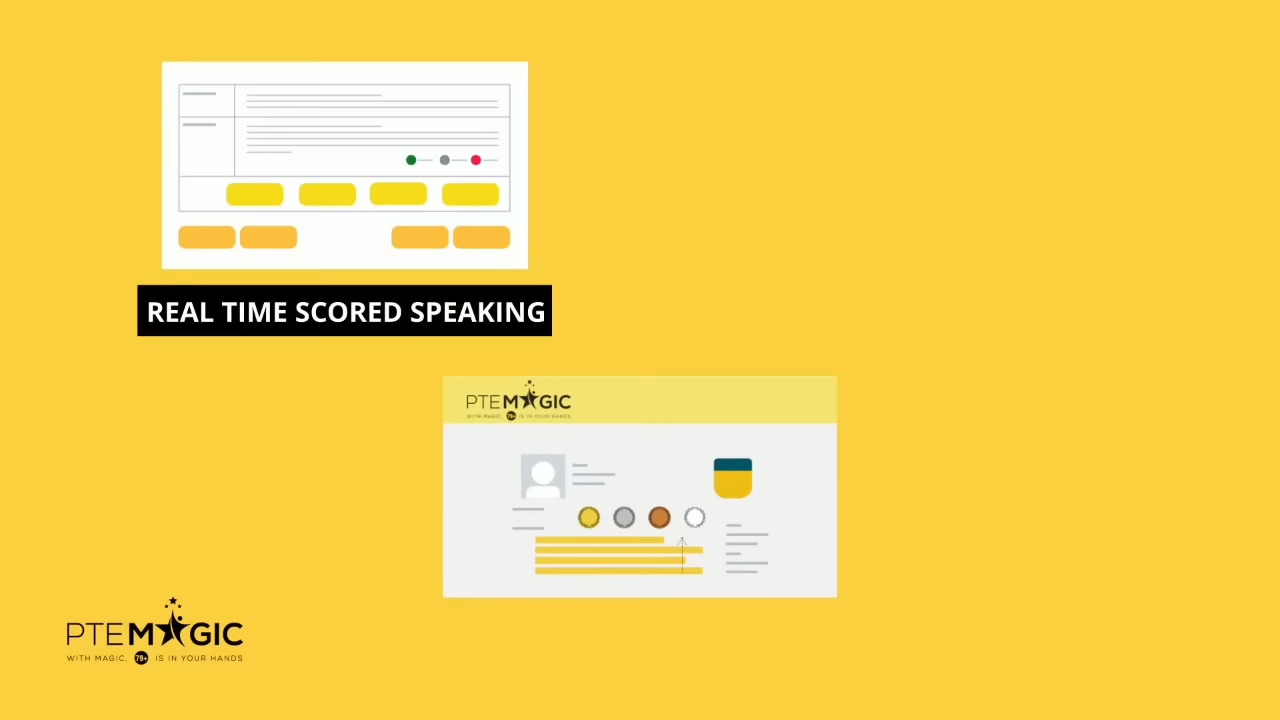 REAL TIME SCORED SPEAKING
PTEMAGIC
WITH MAGIC, 79+ IS IN YOUR HANDS
PTEMAGIC
WITH MAGIC, 79+ IS IN YOUR HANDS